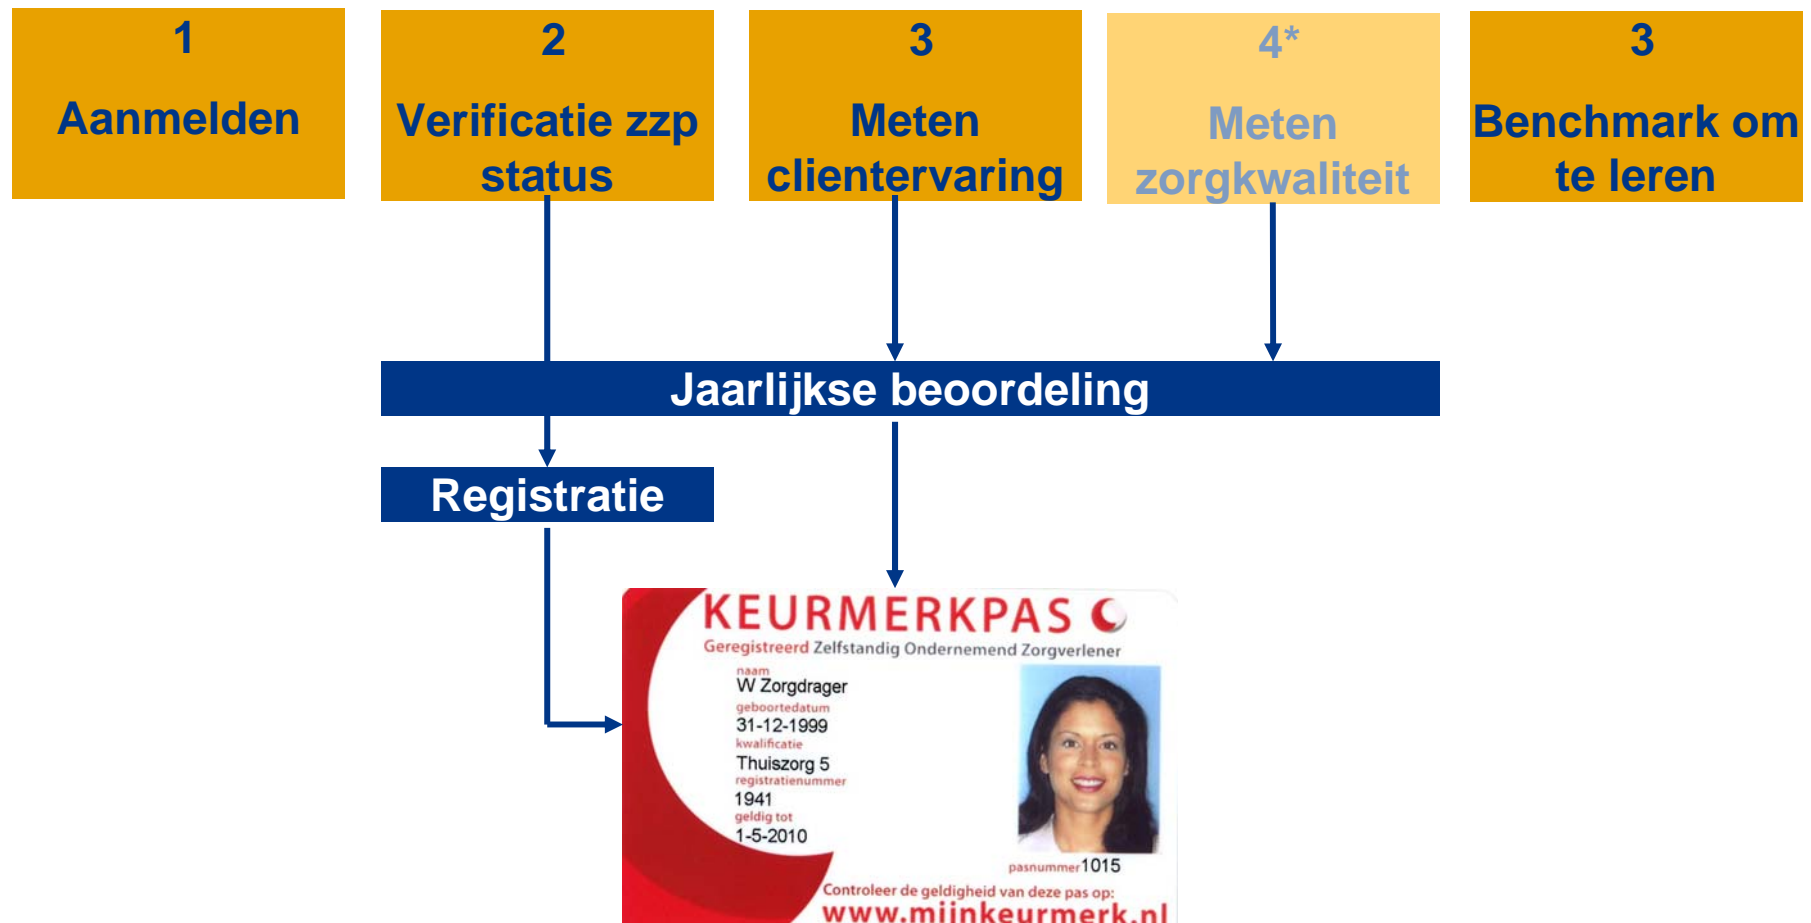 1
Aanmelden
2
Verificatie zzp
status
3
Meten
clientervaring
4*
Meten
zorgkwaliteit
3
Benchmark om
te leren
Jaarlijkse beoordeling
Registratie
KEURMERKPAS
Geregistreerd Zelfstandig Ondernemend Zorgverlener
naam
W Zorgdrager
geboortedatum
31-12-1999
kwalificatie
Thuiszorg 5
registratienummer
1941
geldig tot
1-5-2010
pasnummer 1015
Controleer de geldigheid van deze pas op:
www.mijnkeurmerk.nl